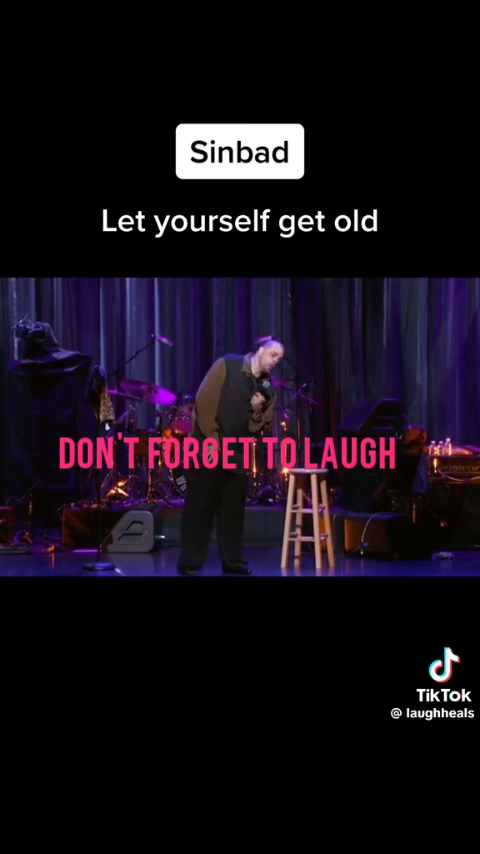 Sinbad
Let yourself get old
DON'T FORGET TO LAUGH
TikTok
@ laughheals